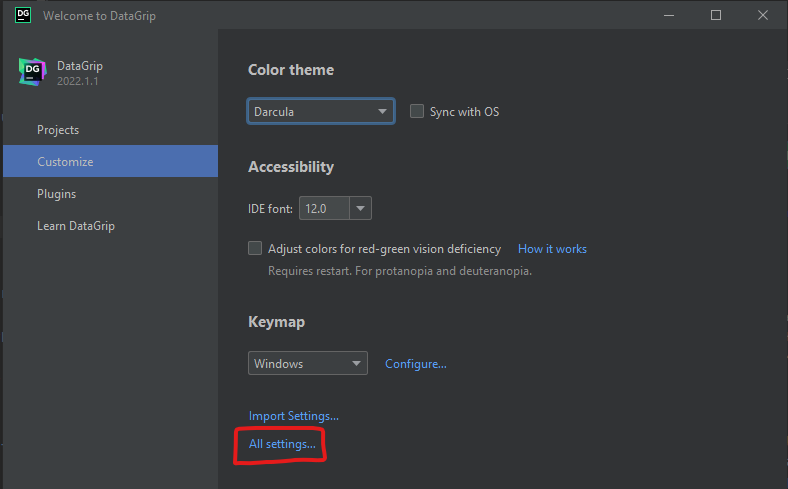 DG Welcome to DataGrip
DG DataGrip
2022.1.1
Projects
Customize
Plugins
Learn DataGrip
Color theme
Darcula Sync with OS
Accessibility
IDE font: 12.0
Adjust colors for red-green vision deficiency How it works
Requires restart. For protanopia and deuteranopia.
Keymap
Windows Configure...
Import Settings...
All settings...